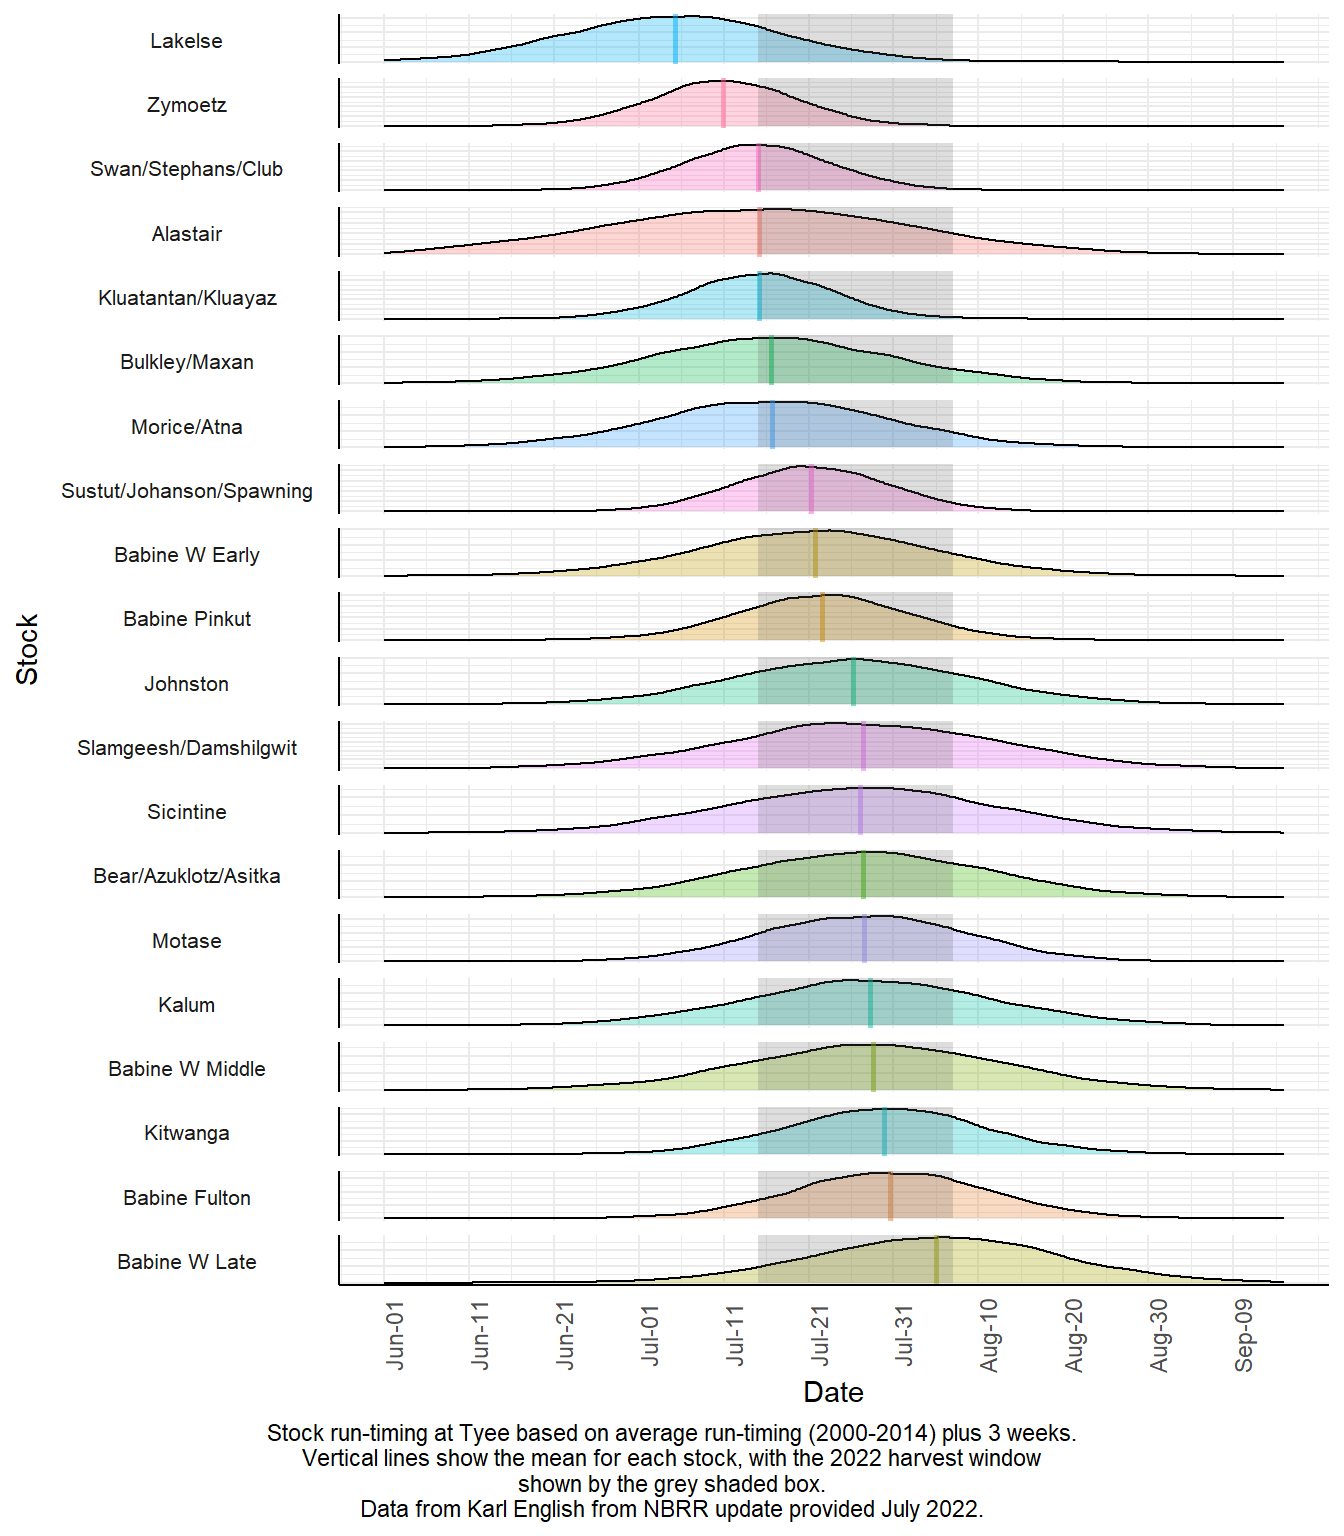 Lakelse
Zymoetz
Swan/Stephans/Club
Alastair
Kluatantan/Kluayaz
Bulkley/Maxan
Morice/Atna
Sustut/Johanson/Spawning
Babine W Early
Babine Pinkut
Johnston
Slamgeesh/Damshilgwit
Sicintine
Bear/Azuklotz/Asitka
Motase
Kalum
Babine W Middle
Kitwanga
Babine Fulton
Babine W Late
Stock
Jun-01
Jun-11
Jun-21
Jul-01
Jul-11
Jul-21
Jul-31
Aug-10
Aug-20
Aug-30
Sep-09
Date
Stock run-timing at Tyee based on average run-timing (2000-2014) plus 3 weeks.
Vertical lines show the mean for each stock, with the 2022 harvest window
shown by the grey shaded box.
Data from Karl English from NBRR update provided July 2022.